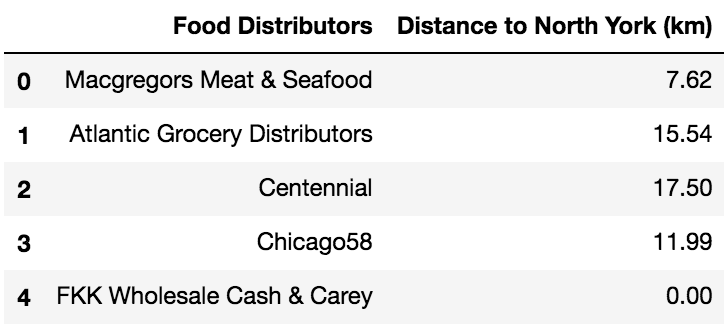 Food Distributors Distance to North York (km)
0 Macgregors Meat & Seafood 7.62
1 Atlantic Grocery Distributors 15.54
2 Centennial 17.50
3 Chicago58 11.99
4 FKK Wholesale Cash & Carey 0.00